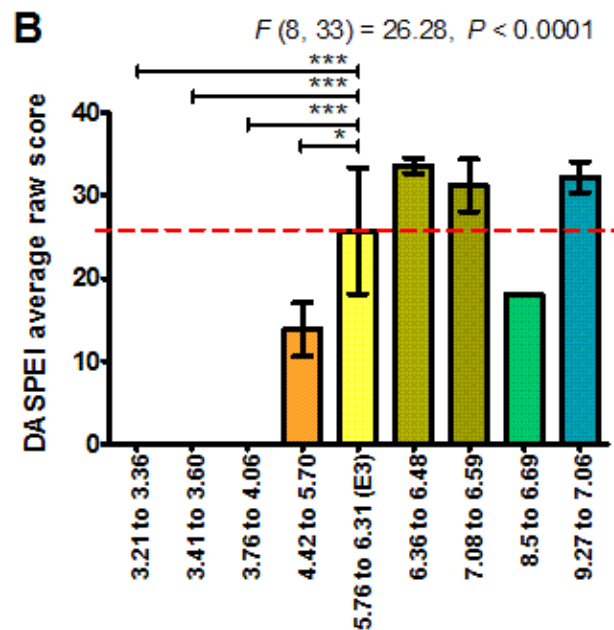 B
F (8, 33) = 26.28, P < 0.0001
***
***
***
*
DASPEI average raw score
40
30
20
10
0
3.21 to 3.36
3.41 to 3.60
3.76 to 4.06
4.42 to 5.70
5.76 to 6.31 (E3)
6.36 to 6.48
7.08 to 6.59
8.5 to 6.69
9.27 to 7.06